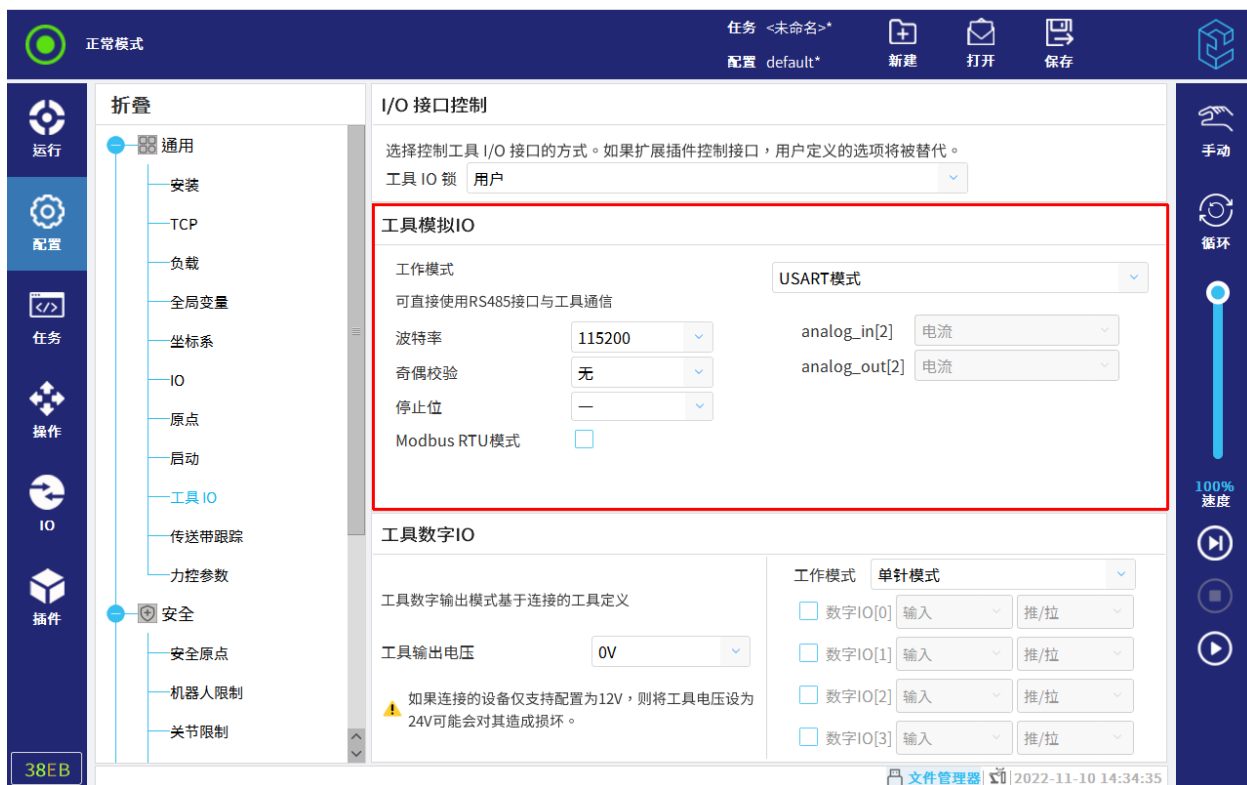 正常模式
任务 <未命名>*
配置 default*
新建
打开
保存
运行
配置
任务
操作
IO
插件
38EB
折叠
通用
安装
TCP
负载
全局变量
坐标系
IO
原点
启动
工具 IO
传送带跟踪
力控参数
安全
安全原点
机器人限制
关节限制
I/O 接口控制
选择控制工具 I/O 接口的方式。如果扩展插件控制接口，用户定义的选项将被替代。
工具 IO 锁 用户
工具模拟IO
工作模式
USART模式
可直接使用RS485接口与工具通信
波特率 115200
奇偶校验 无
停止位 一
Modbus RTU模式
analog_in[2] 电流
analog_out[2] 电流
工具数字IO
工具数字输出模式基于连接的工具定义
工具输出电压 0V
如果连接的设备仅支持配置为12V，则将工具电压设为
24V可能会对其造成损坏。
工作模式 单针模式
数字IO[0] 输入 推/拉
数字IO[1] 输入 推/拉
数字IO[2] 输入 推/拉
数字IO[3] 输入 推/拉
手动
循环
100%
速度
文件管理器
2022-11-10 14:34:35